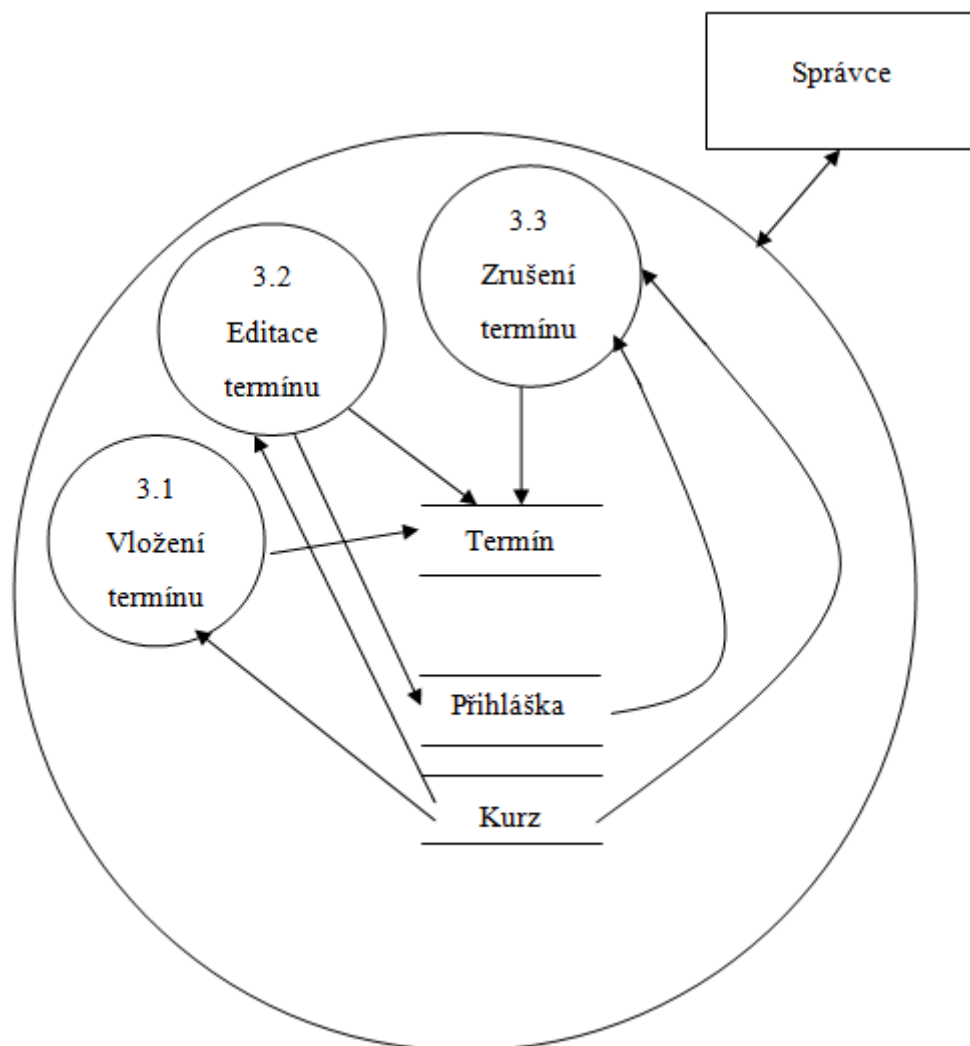 Správce
3.3
Zrušení
termínu
3.2
Editace
termínu
3.1
Vložení
termínu
Termín
Přihláška
Kurz